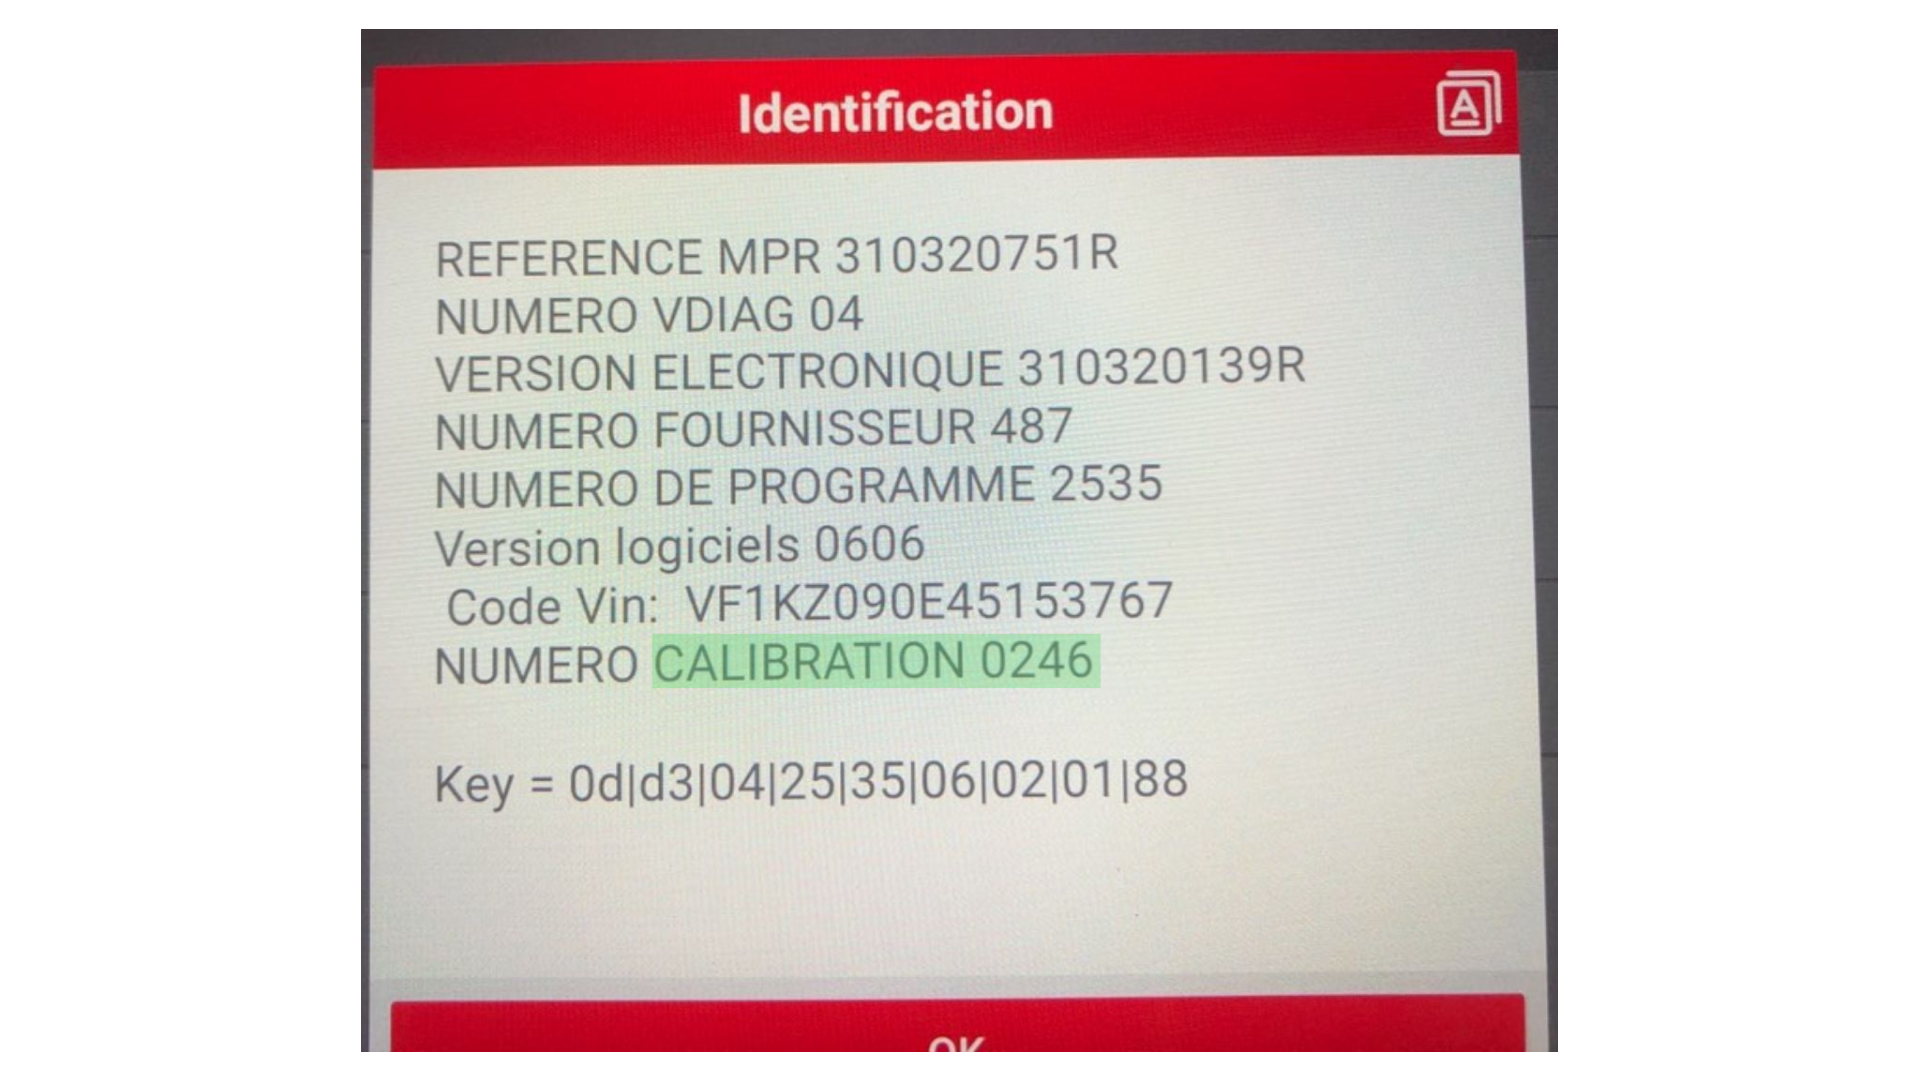 Identification
A
REFERENCE MPR 310320751R
NUMERO VDIAG 04
VERSION ELECTRONIQUE 310320139R
NUMERO FOURNISSEUR 487
NUMERO DE PROGRAMME 2535
Version logiciels 0606
Code Vin: VF1KZ090E45153767
NUMERO CALIBRATION 0246
Key = 0d|d3|04|25|35|06|02|01|88
OK